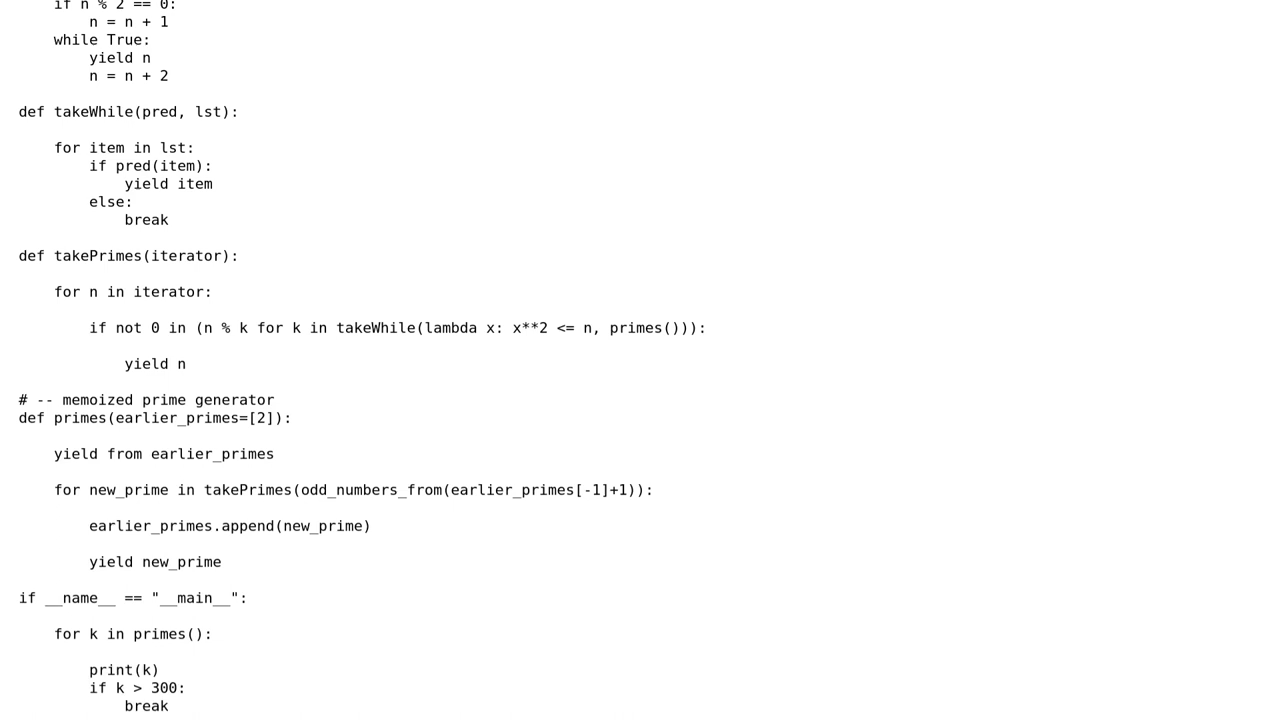 if n % 2 == 0:
        n = n + 1
    while True:
        yield n
        n = n + 2

def takeWhile(pred, lst):

    for item in lst:
        if pred(item):
            yield item
        else:
            break

def takePrimes(iterator):

    for n in iterator:

        if not 0 in (n % k for k in takeWhile(lambda x: x**2 <= n, primes())):

            yield n

# -- memoized prime generator
def primes(earlier_primes=[2]):

    yield from earlier_primes

    for new_prime in takePrimes(odd_numbers_from(earlier_primes[-1]+1)):

        earlier_primes.append(new_prime)

        yield new_prime

if __name__ == "__main__":

    for k in primes():

        print(k)
        if k > 300:
            break